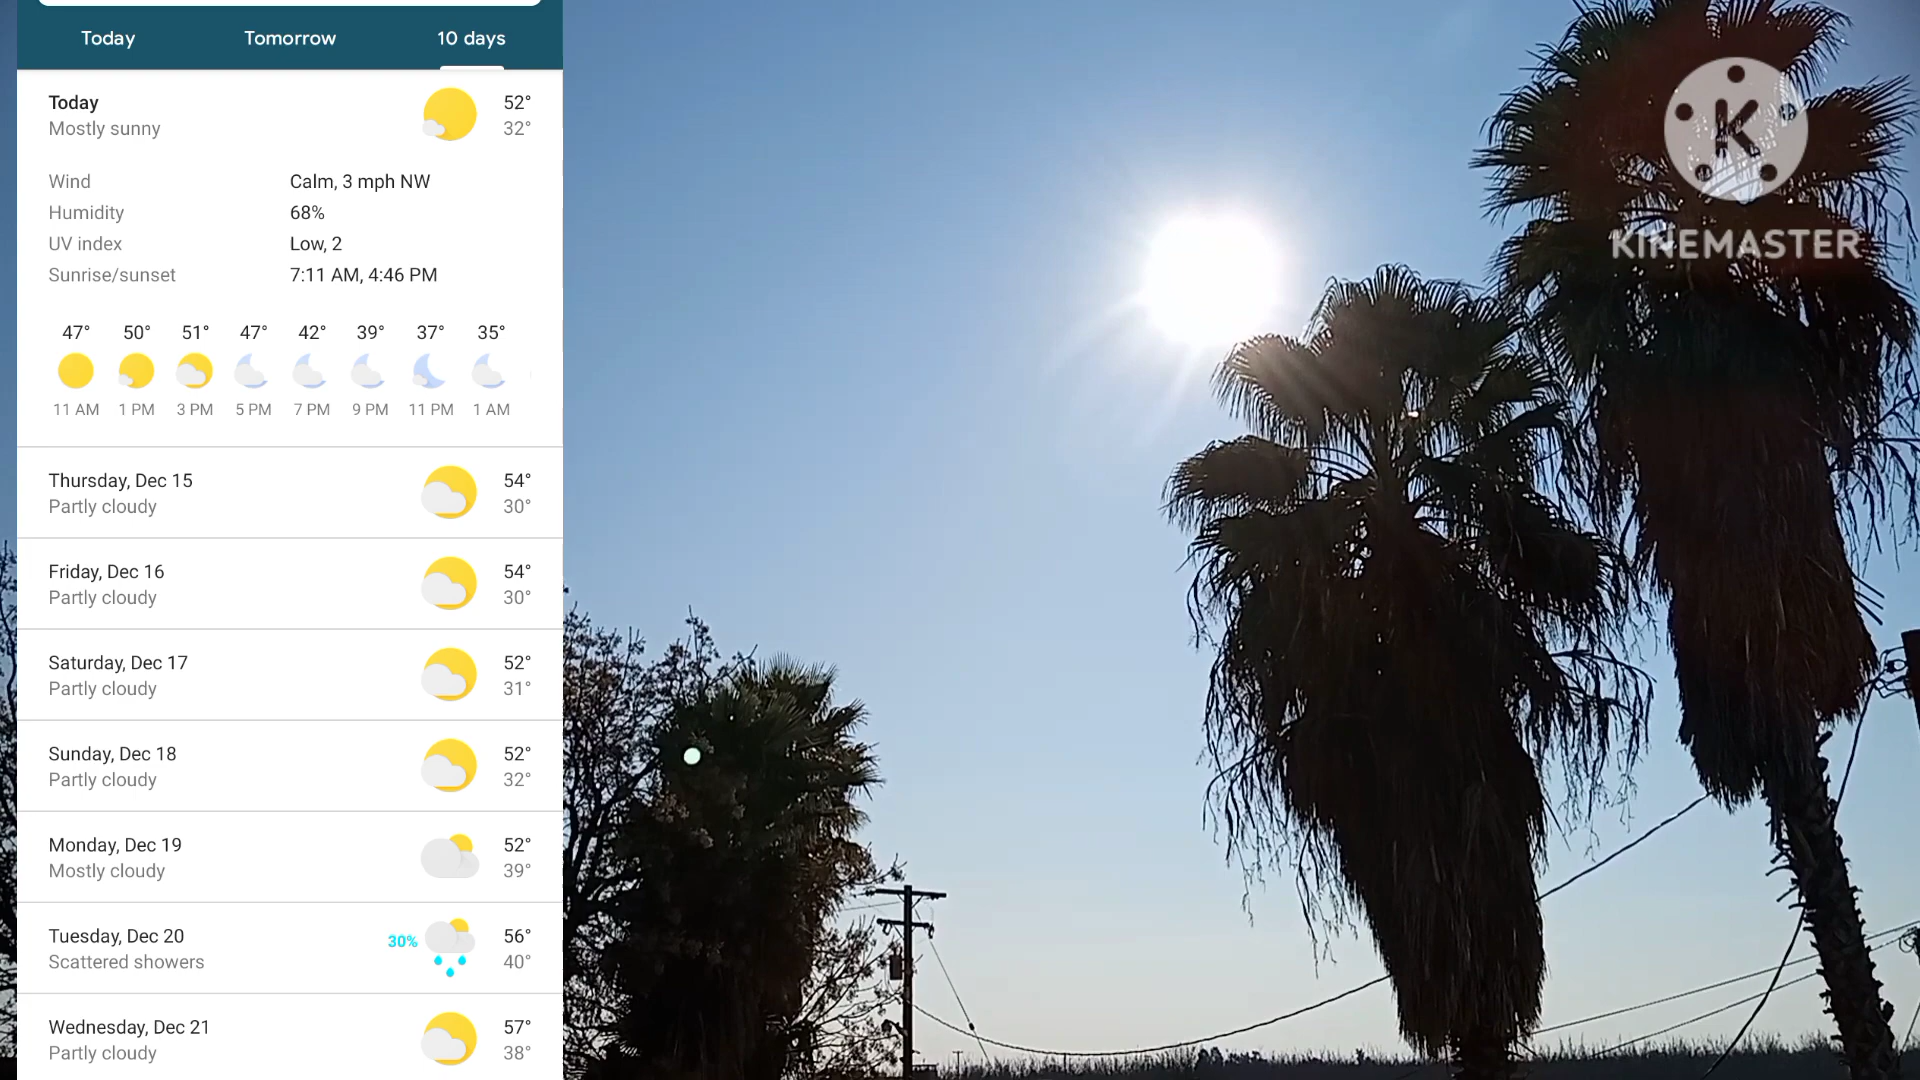 Today Tomorrow 10 days
Today 52°
Mostly sunny 32°
Wind Calm, 3 mph NW
Humidity 68%
UV index Low, 2
Sunrise/sunset 7:11 AM, 4:46 PM
47° 50° 51° 47° 42° 39° 37° 35°
11 AM 1 PM 3 PM 5 PM 7 PM 9 PM 11 PM 1 AM
Thursday, Dec 15 54°
Partly cloudy 30°
Friday, Dec 16 54°
Partly cloudy 30°
Saturday, Dec 17 52°
Partly cloudy 31°
Sunday, Dec 18 52°
Partly cloudy 32°
Monday, Dec 19 52°
Mostly cloudy 39°
Tuesday, Dec 20 30% 56°
Scattered showers 40°
Wednesday, Dec 21 57°
Partly cloudy 38°
K
KINEMASTER